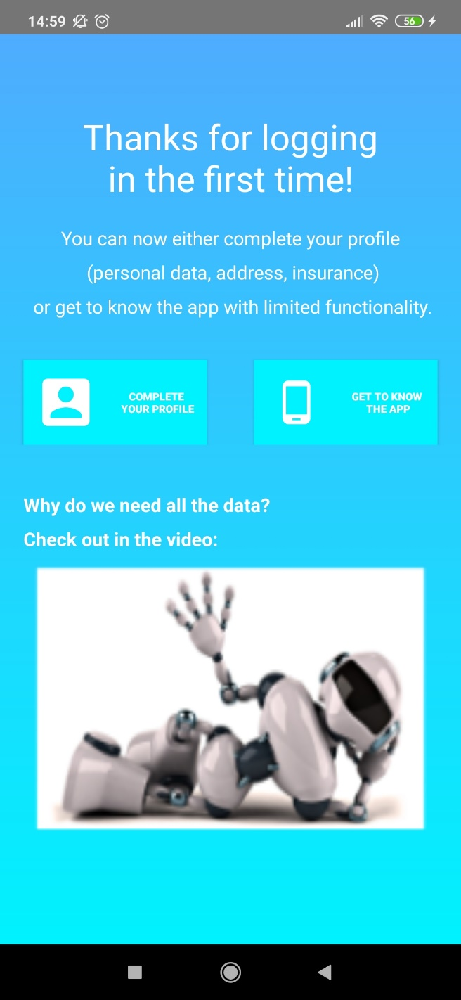 14:59
56
Thanks for logging
in the first time!
You can now either complete your profile
(personal data, address, insurance)
or get to know the app with limited functionality.
COMPLETE
YOUR PROFILE
GET TO KNOW
THE APP
Why do we need all the data?
Check out in the video: